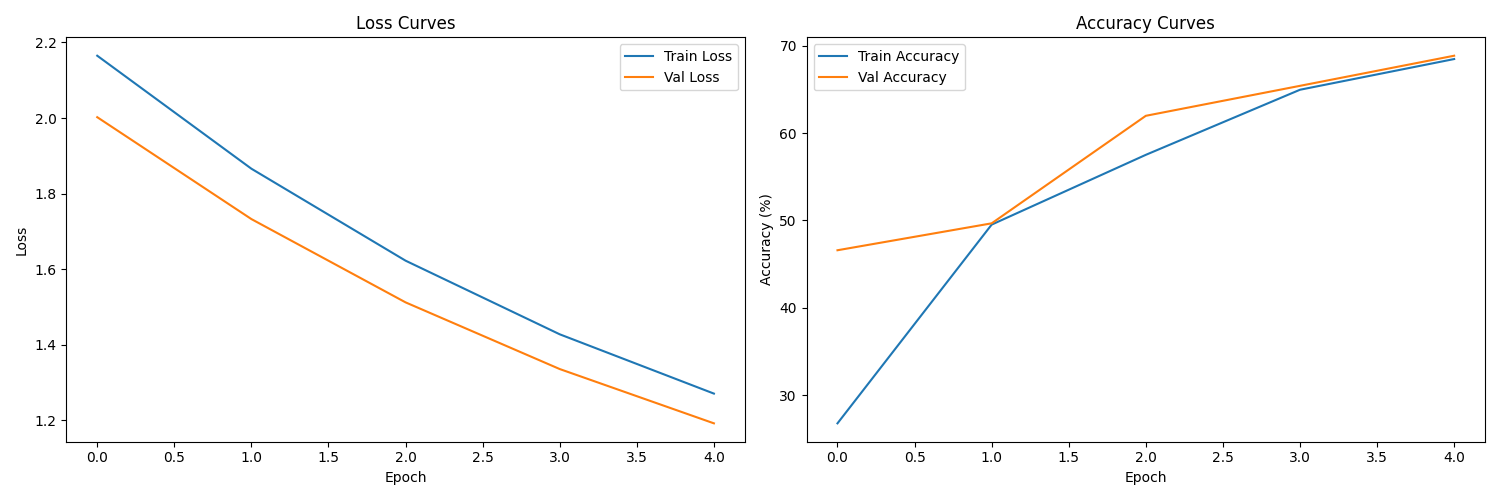 Loss Curves
2.2
2.0
1.8
1.6
1.4
1.2
Loss
Train Loss
Val Loss
0.0 0.5 1.0 1.5 2.0 2.5 3.0 3.5 4.0
Epoch
Accuracy Curves
70
60
50
40
30
Accuracy (%)
Train Accuracy
Val Accuracy
0.0 0.5 1.0 1.5 2.0 2.5 3.0 3.5 4.0
Epoch